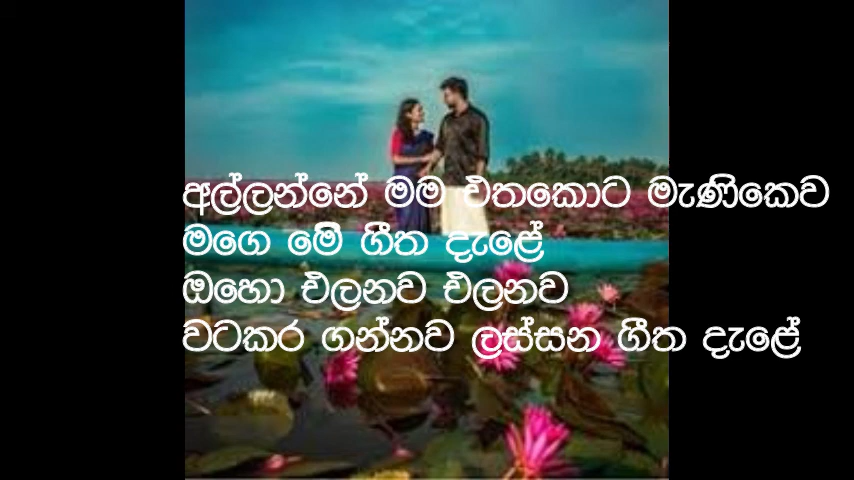 අල්ලන්නේ මම එතකොට මැණිකෙව
මගෙ මේ ගීත දැළේ
ඔහො එලනව එලනව
වටකර ගන්නව ලස්සන ගීත දැළේ